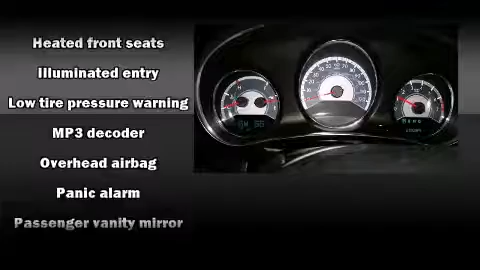 Heated front seats
Illuminated entry
Low tire pressure warning
MP3 decoder
Overhead airbag
Panic alarm
Passenger vanity mirror